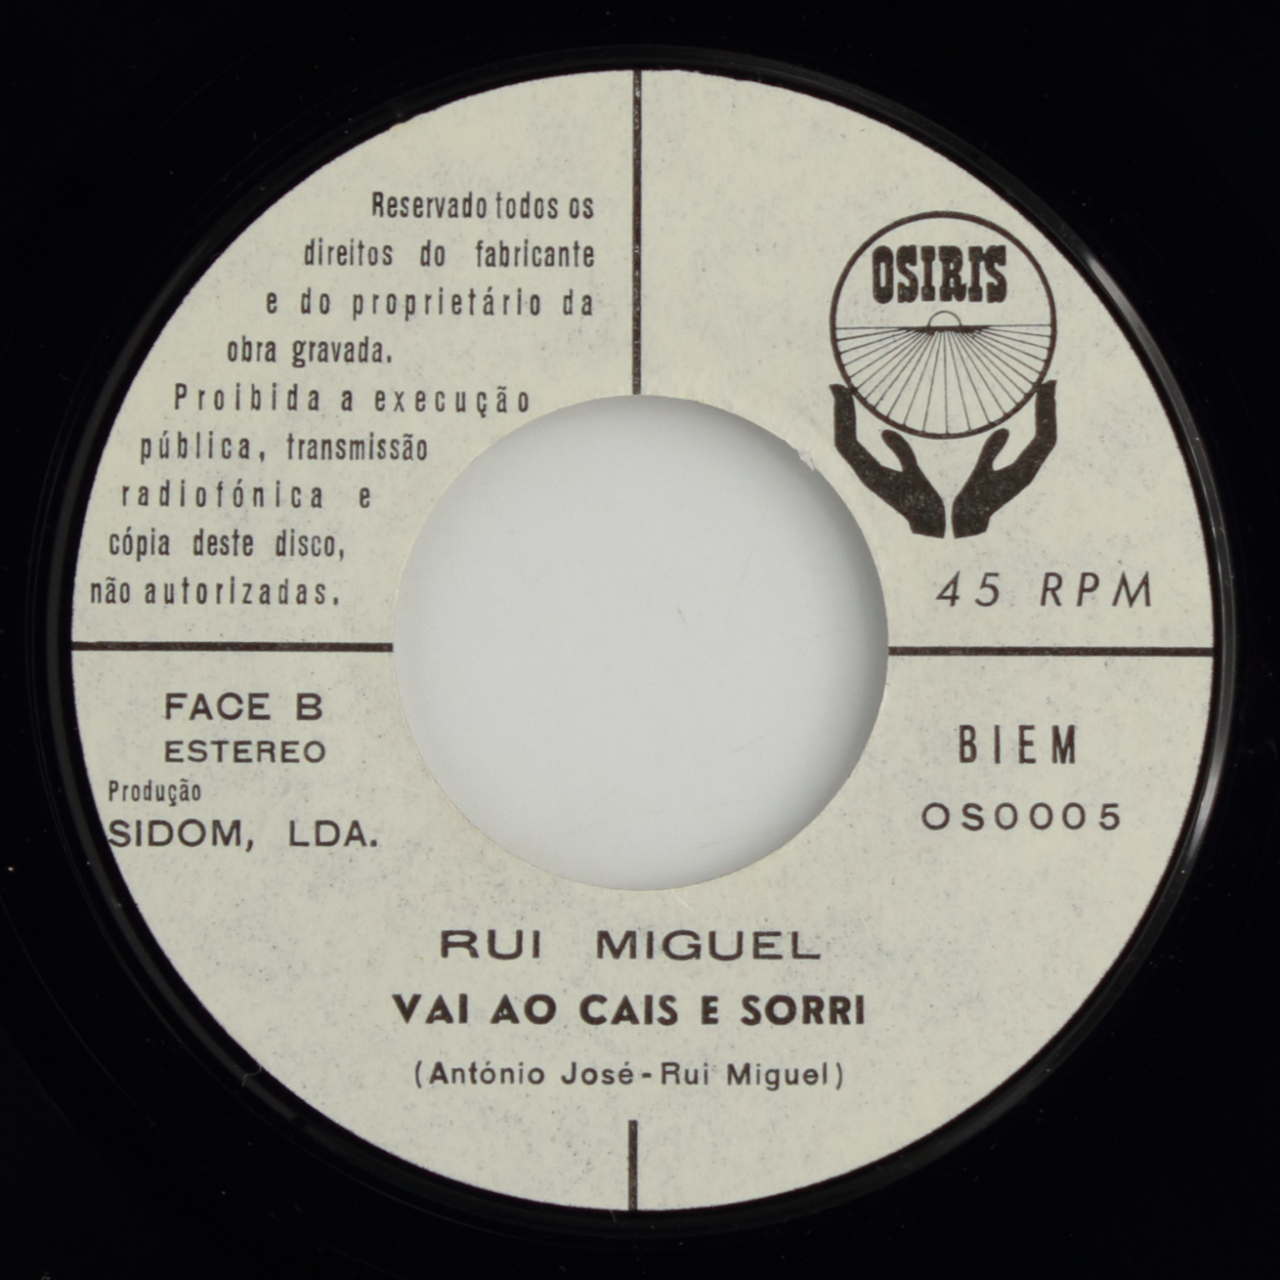 Reservado todos os
direitos do fabricante
e do proprietário da
obra gravada.
Proibida a execução
pública, transmissão
radiofónica e
cópia deste disco,
não autorizadas.
OSIRIS
45 RPM
FACE B
ESTEREO
Produção
SIDOM, LDA.
BIEM
OS0005
RUI MIGUEL
VAI AO CAIS E SORRI
(António José-Rui Miguel)